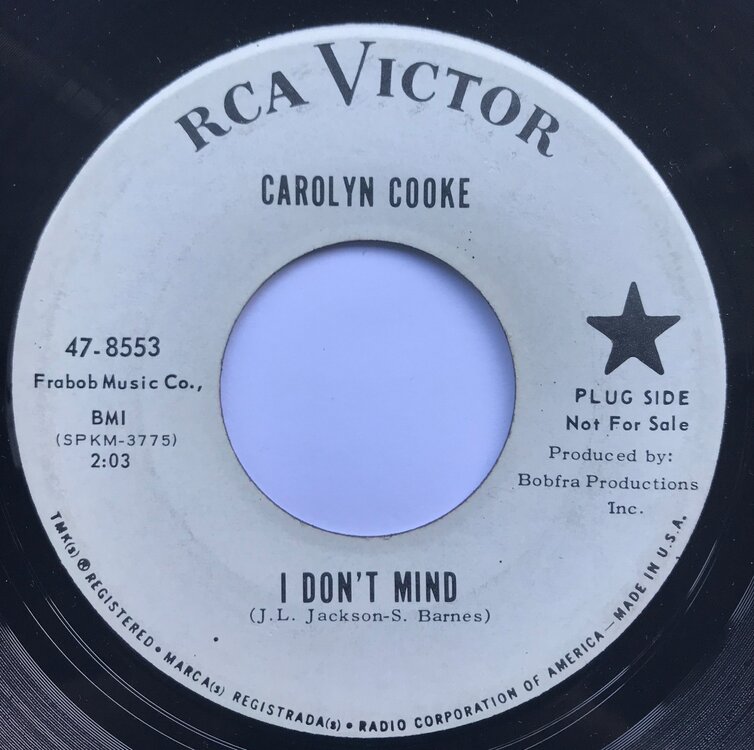 RCA VICTOR
CAROLYN COOKE
47-8553
Frabob Music Co.,
BMI
(SPKM-3775)
2:03
PLUG SIDE
Not For Sale
Produced by:
Bobfra Productions
Inc.
I DON'T MIND
(J.L. Jackson-S. Barnes)
TMK(s) ® REGISTERED • MARCA(s) REGISTRADA(s) • RADIO CORPORATION OF AMERICA — MADE IN U.S.A.